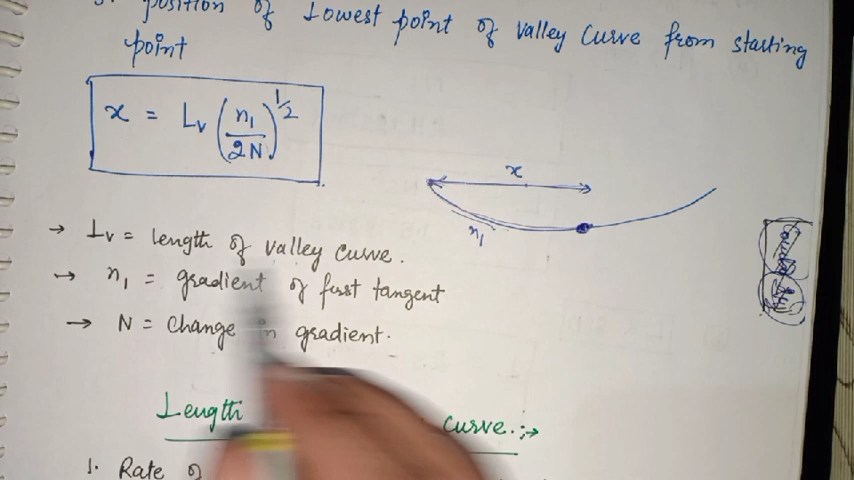 position of Lowest point of valley curve from starting
point
x = Lv (n1/2N)^1/2
x
n1
→ Lv = length of valley curve.
→ n1 = gradient of first tangent
→ N = change in gradient.
Length curve :→
1. Rate of